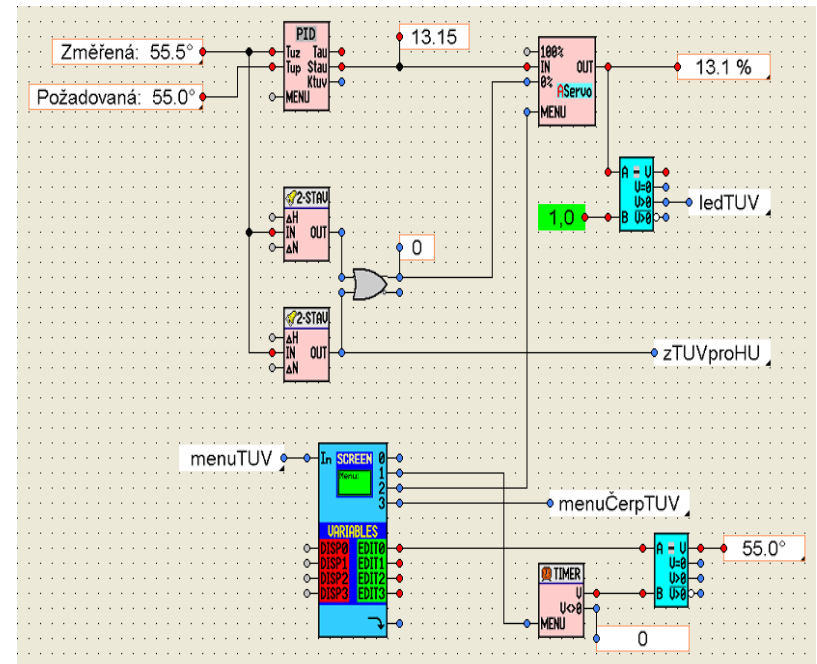 PID
Změřená: 55.5°
Požadovaná: 55.0°
Tuz Tau
Tup Stau
Ktuv
MENU
13.15
100%
IN OUT
0%
AServo
MENU
13.1 %
A = V
V=0
V>0
B V>0
1,0
ledTUV
2-STAV
ΔH
IN OUT
ΔN
0
2-STAV
ΔH
IN OUT
ΔN
zTUVproHU
menuTUV
In SCREEN 0
Menu: 1
2
3
menuČerpTUV
VARIABLES
DISP0 EDIT0
DISP1 EDIT1
DISP2 EDIT2
DISP3 EDIT3
TIMER
V
V<>0
MENU
0
A = V
V=0
V>0
B V>0
55.0°